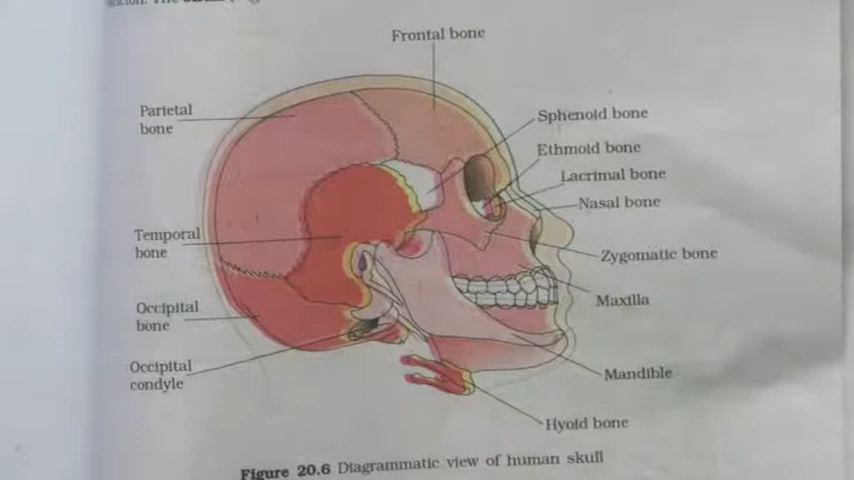 Frontal bone
Parietal
bone
Sphenoid bone
Ethmoid bone
Lacrimal bone
Nasal bone
Temporal
bone
Zygomatic bone
Occipital
bone
Maxilla
Occipital
condyle
Mandible
Hyoid bone
Figure 20.6 Diagrammatic view of human skull